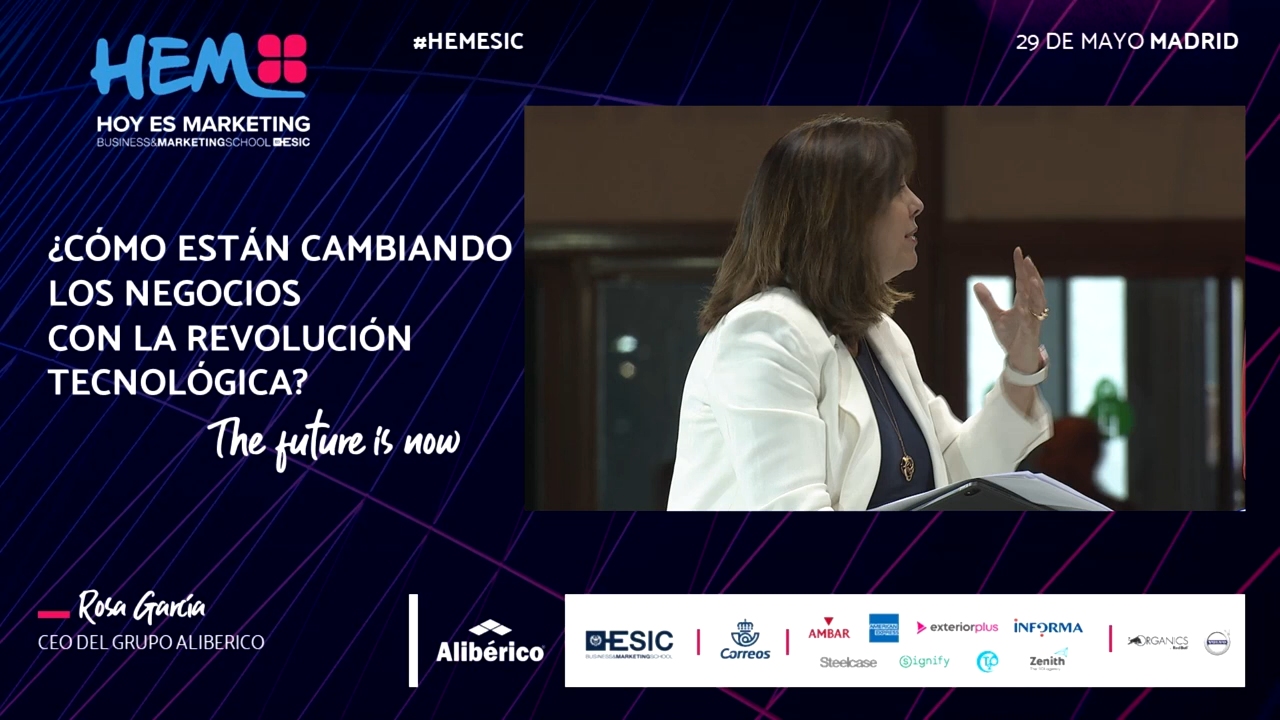 HEM
HOY ES MARKETING
BUSINESS&MARKETINGSCHOOL ESIC
#HEMESIC
29 DE MAYO MADRID
¿CÓMO ESTÁN CAMBIANDO
LOS NEGOCIOS
CON LA REVOLUCIÓN
TECNOLÓGICA?
The future is now
Rosa García
CEO DEL GRUPO ALIBERICO
Alibérico
ESIC
BUSINESS&MARKETINGSCHOOL
Correos
AMBAR
AMERICAN EXPRESS
exteriorplus
INFORMA
Steelcase
Signify
Zenith
ORGANICS